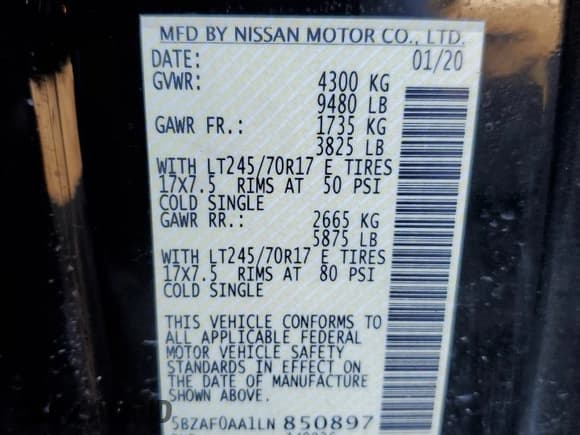 MFD BY NISSAN MOTOR CO., LTD.
DATE: 01/20
GVWR: 4300 KG
9480 LB
GAWR FR.: 1735 KG
3825 LB
WITH LT245/70R17 E TIRES
17X7.5 RIMS AT 50 PSI
COLD SINGLE
GAWR RR.: 2665 KG
5875 LB
WITH LT245/70R17 E TIRES
17X7.5 RIMS AT 80 PSI
COLD SINGLE
THIS VEHICLE CONFORMS TO
ALL APPLICABLE FEDERAL
MOTOR VEHICLE SAFETY
STANDARDS IN EFFECT ON
THE DATE OF MANUFACTURE
SHOWN ABOVE.
5BZAF0AA1LN 850897